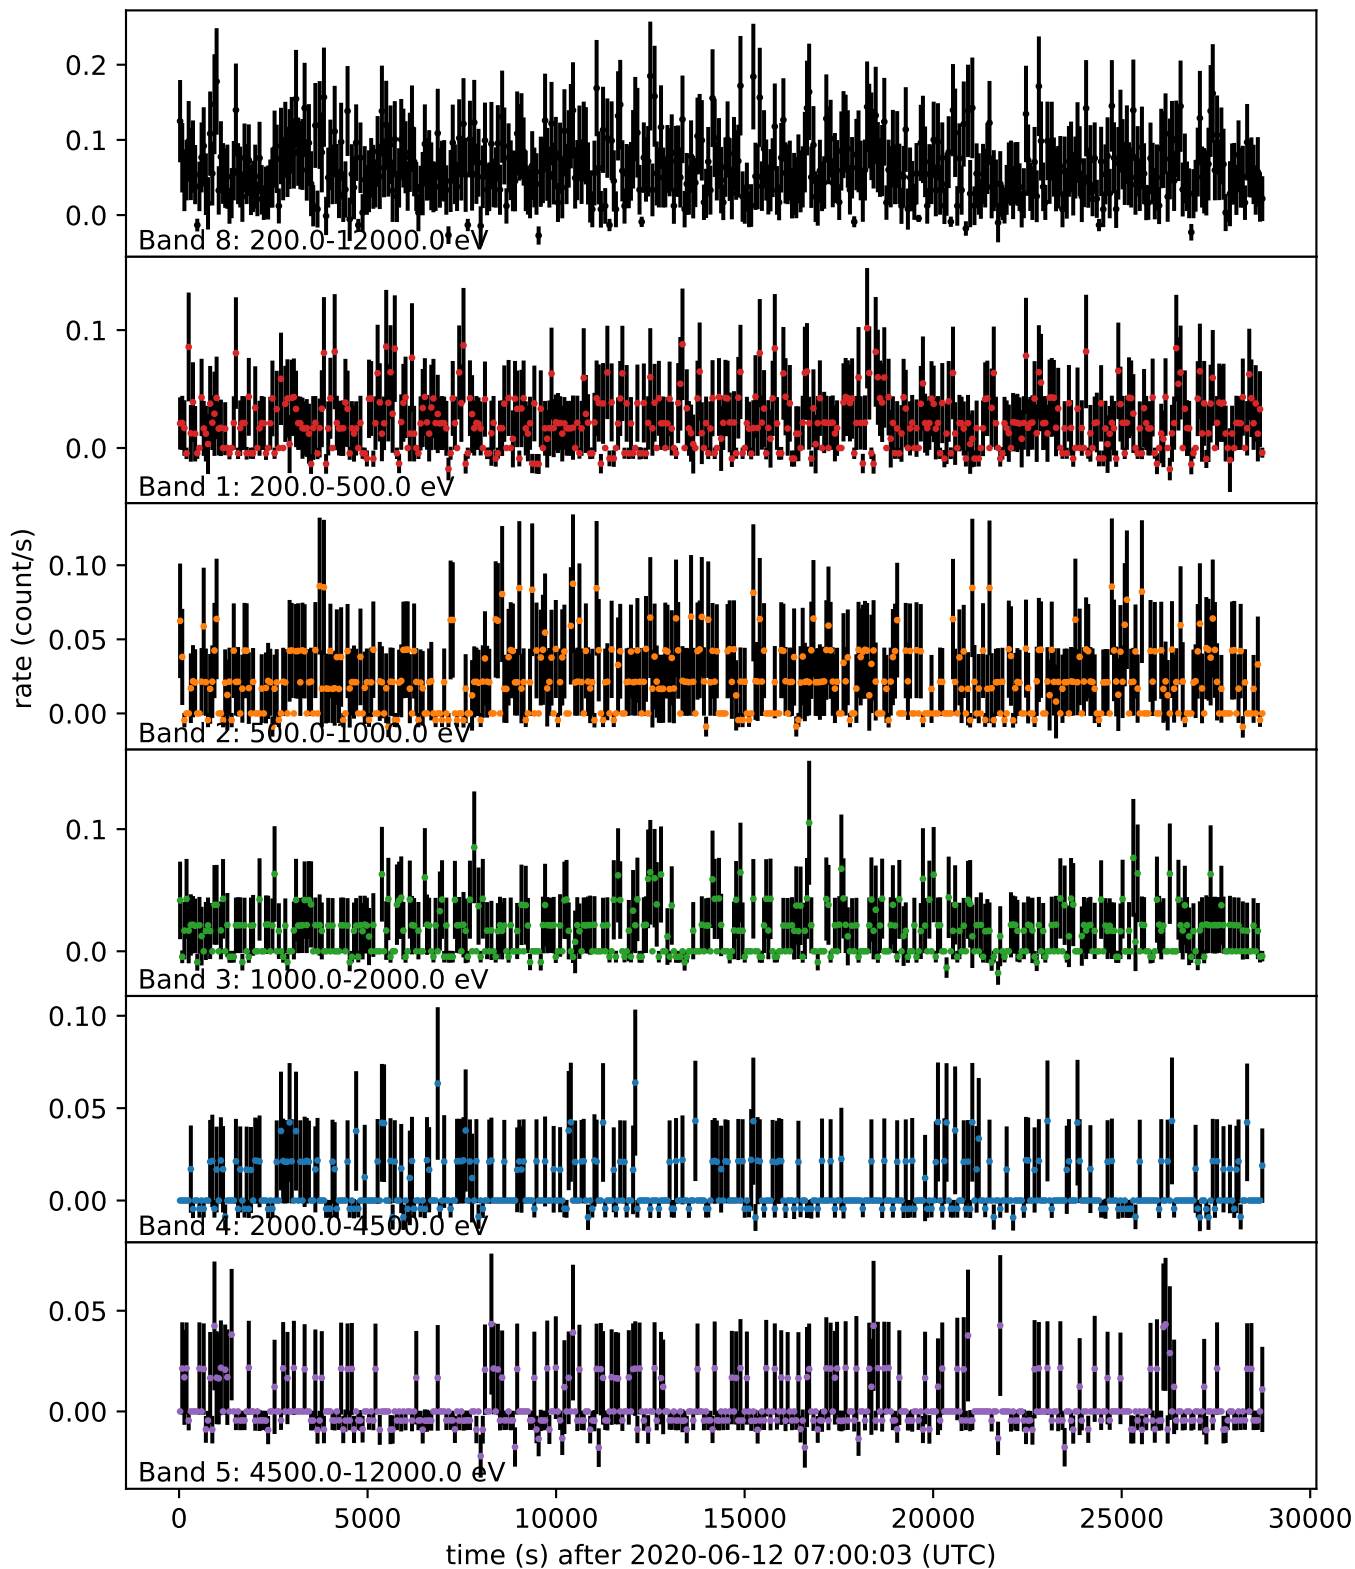 0.2
0.1
0.0
Band 8: 200.0-12000.0 eV
0.1
0.0
Band 1: 200.0-500.0 eV
0.10
0.05
0.00
Band 2: 500.0-1000.0 eV
rate (count/s)
0.1
0.0
Band 3: 1000.0-2000.0 eV
0.10
0.05
0.00
Band 4: 2000.0-4500.0 eV
0.05
0.00
Band 5: 4500.0-12000.0 eV
0 5000 10000 15000 20000 25000 30000
time (s) after 2020-06-12 07:00:03 (UTC)